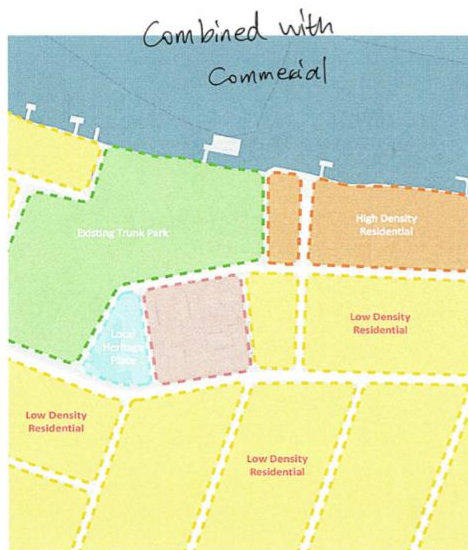 Combined with
Commerial
Existing Trunk Park
High Density
Residential
Low Density
Residential
Local
Heritage
Place
Low Density
Residential
Low Density
Residential